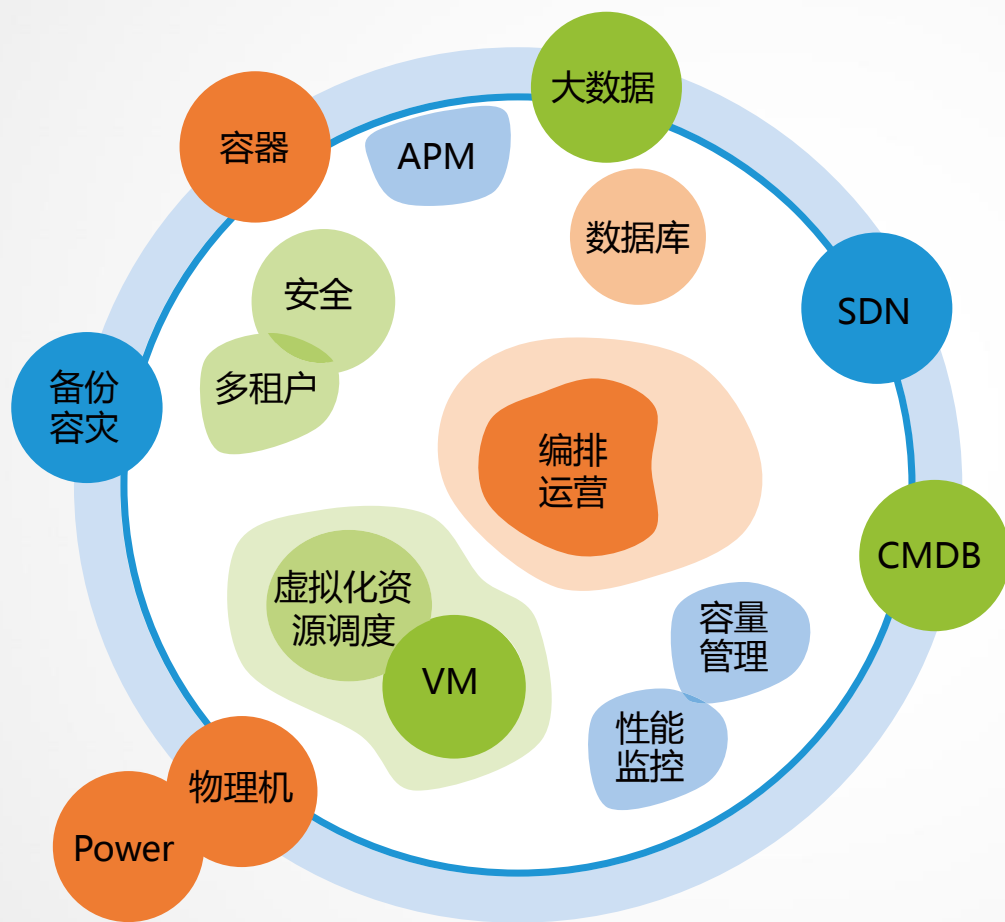 大数据
容器
APM
数据库
安全
SDN
多租户
备份
容灾
编排
运营
CMDB
虚拟化资
源调度
容量
管理
VM
性能
监控
物理机
Power